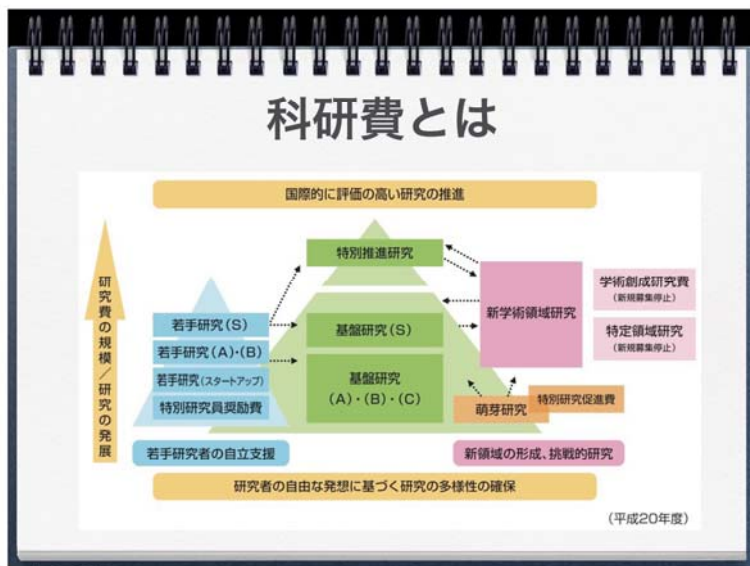 科研費とは
国際的に評価の高い研究の推進
研究費の規模/研究の発展
特別推進研究
新学術領域研究
学術創成研究費
(新規募集停止)
特定領域研究
(新規募集停止)
若手研究(S)
若手研究(A)・(B)
若手研究(スタートアップ)
特別研究員奨励費
基盤研究(S)
基盤研究
(A)・(B)・(C)
萌芽研究
特別研究促進費
若手研究者の自立支援
新領域の形成、挑戦的研究
研究者の自由な発想に基づく研究の多様性の確保
(平成20年度)